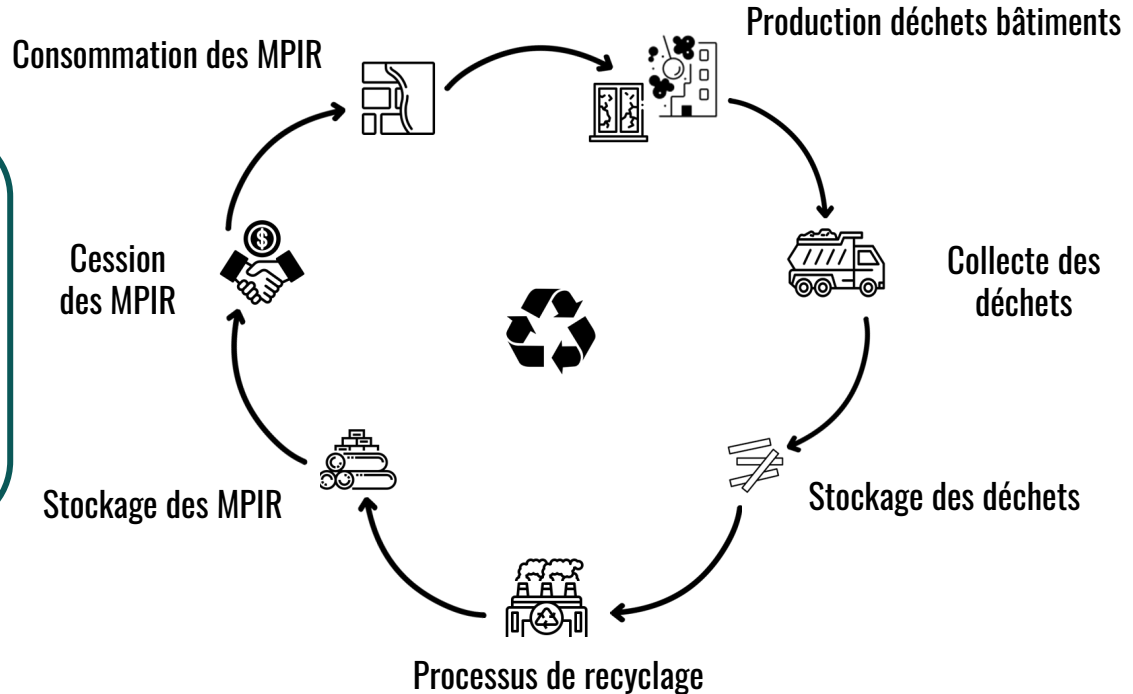 Production déchets bâtiments
Consommation des MPIR
Cession
des MPIR
Collecte des
déchets
Stockage des MPIR
Stockage des déchets
Processus de recyclage